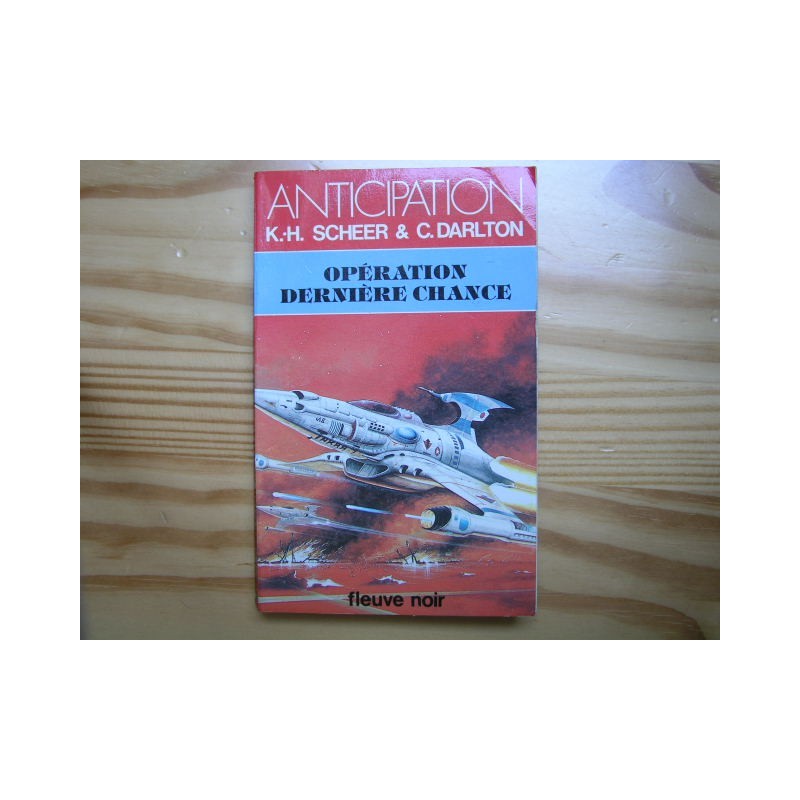 ANTICIPATION
K.-H. SCHEER & C. DARLTON
OPÉRATION
DERNIÈRE CHANCE
fleuve noir